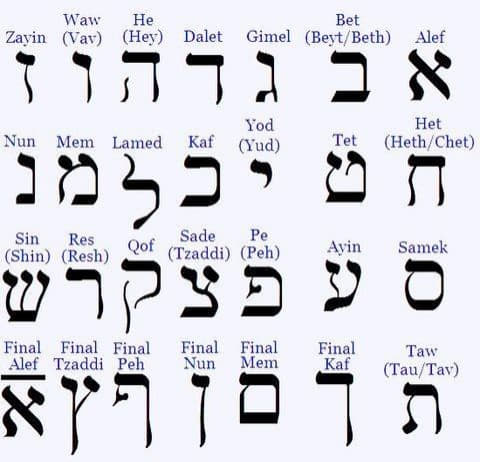 Waw He Bet
Zayin (Vav) (Hey) Dalet Gimel (Beyt/Beth) Alef
א ב ג ד ה ו ז
Yod Het
Nun Mem Lamed Kaf (Yud) Tet (Heth/Chet)
ח ט י כ ל מ נ
Sin Res Qof Sade Pe Ayin Samek
(Shin) (Resh) (Tzaddi) (Peh)
ס ע פ צ ק ר ש
Final Final Final Final Final Final Taw
Alef Tzaddi Peh Nun Mem Kaf (Tau/Tav)
ת ך ם ן ף ץ א